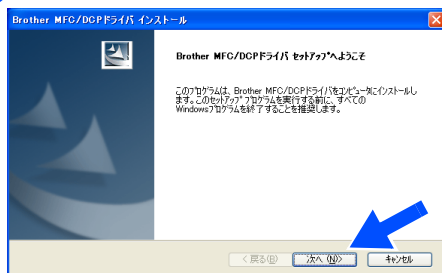 Brother MFC/DCPドライバ インストール
Brother MFC/DCPドライバ セットアップへようこそ
このプログラムは、Brother MFC/DCPドライバをコンピュータにインストールし
ます。このセットアップ プログラムを実行する前に、すべての
Windowsプログラムを終了することを推奨します。
< 戻る(B)
次へ (N)>
キャンセル